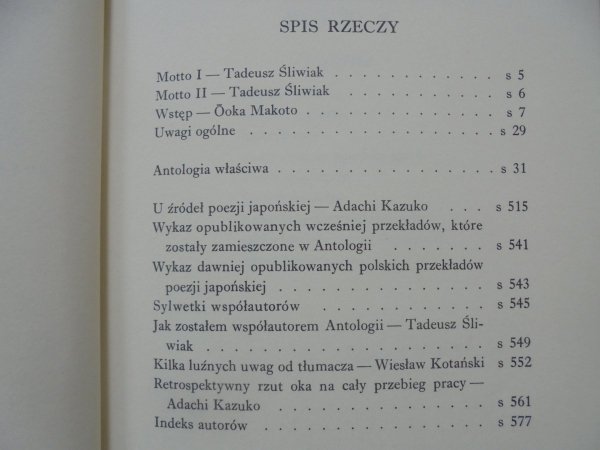 SPIS RZECZY
Motto I — Tadeusz Śliwiak . . . . . . . . . . . s 5
Motto II — Tadeusz Śliwiak . . . . . . . . . . . s 6
Wstęp — Ōoka Makoto . . . . . . . . . . . . s 7
Uwagi ogólne . . . . . . . . . . . . . . . s 29
Antologia właściwa . . . . . . . . . . . . . s 31
U źródeł poezji japońskiej — Adachi Kazuko . . . s 515
Wykaz opublikowanych wcześniej przekładów, które
zostały zamieszczone w Antologii . . . . . . . s 541
Wykaz dawniej opublikowanych polskich przekładów
poezji japońskiej . . . . . . . . . . . . . s 543
Sylwetki współautorów . . . . . . . . . . . s 545
Jak zostałem współautorem Antologii — Tadeusz Śli-
wiak . . . . . . . . . . . . . . . . . s 549
Kilka luźnych uwag od tłumacza — Wiesław Kotański s 552
Retrospektywny rzut oka na cały przebieg pracy —
Adachi Kazuko . . . . . . . . . . . . . s 561
Indeks autorów . . . . . . . . . . . . . . s 577